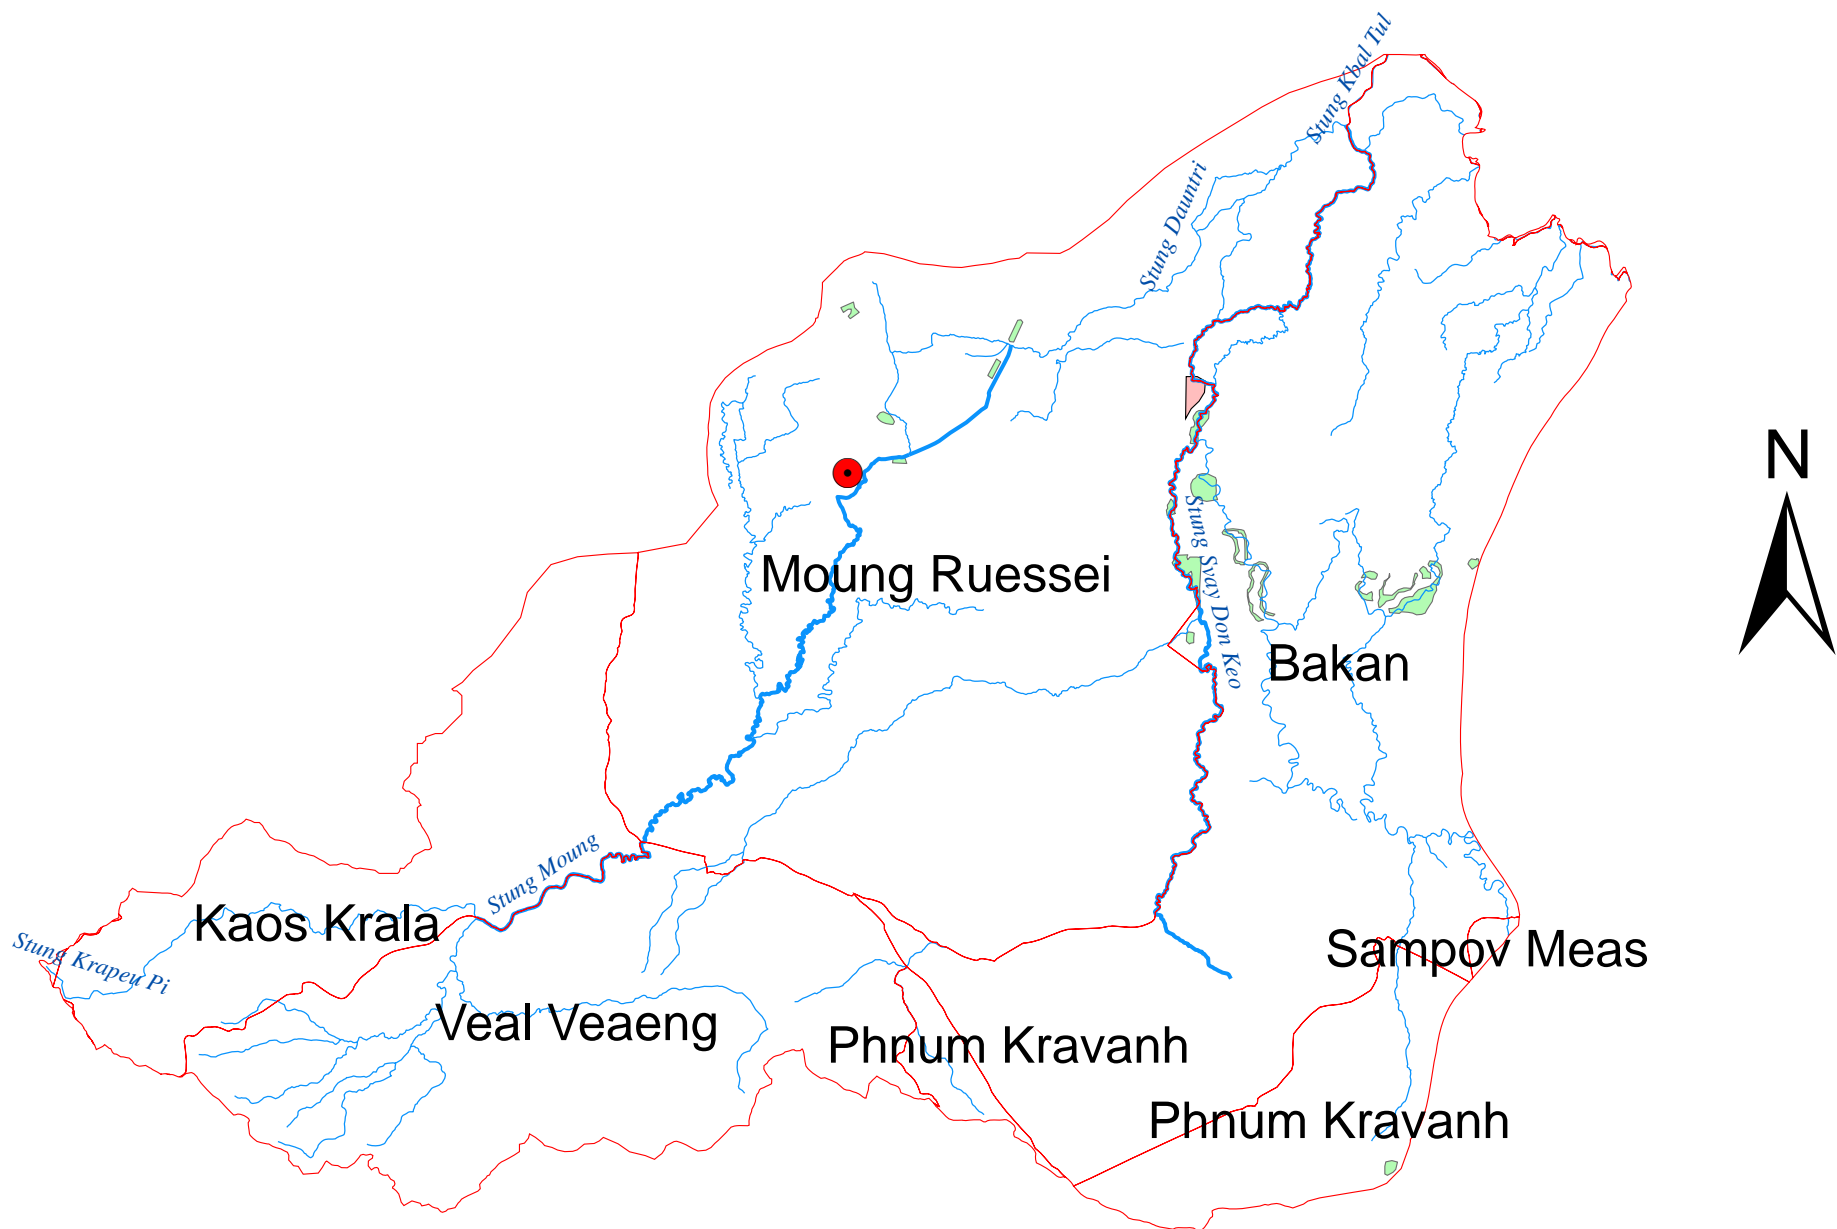 Stung Kbal Tul
Stung Dauntri
N
Moung Ruessei
Stung Svay Don Keo
Bakan
Stung Moung
Kaos Krala
Sampov Meas
Stung Krapeu Pi
Veal Veaeng
Phnum Kravanh
Phnum Kravanh